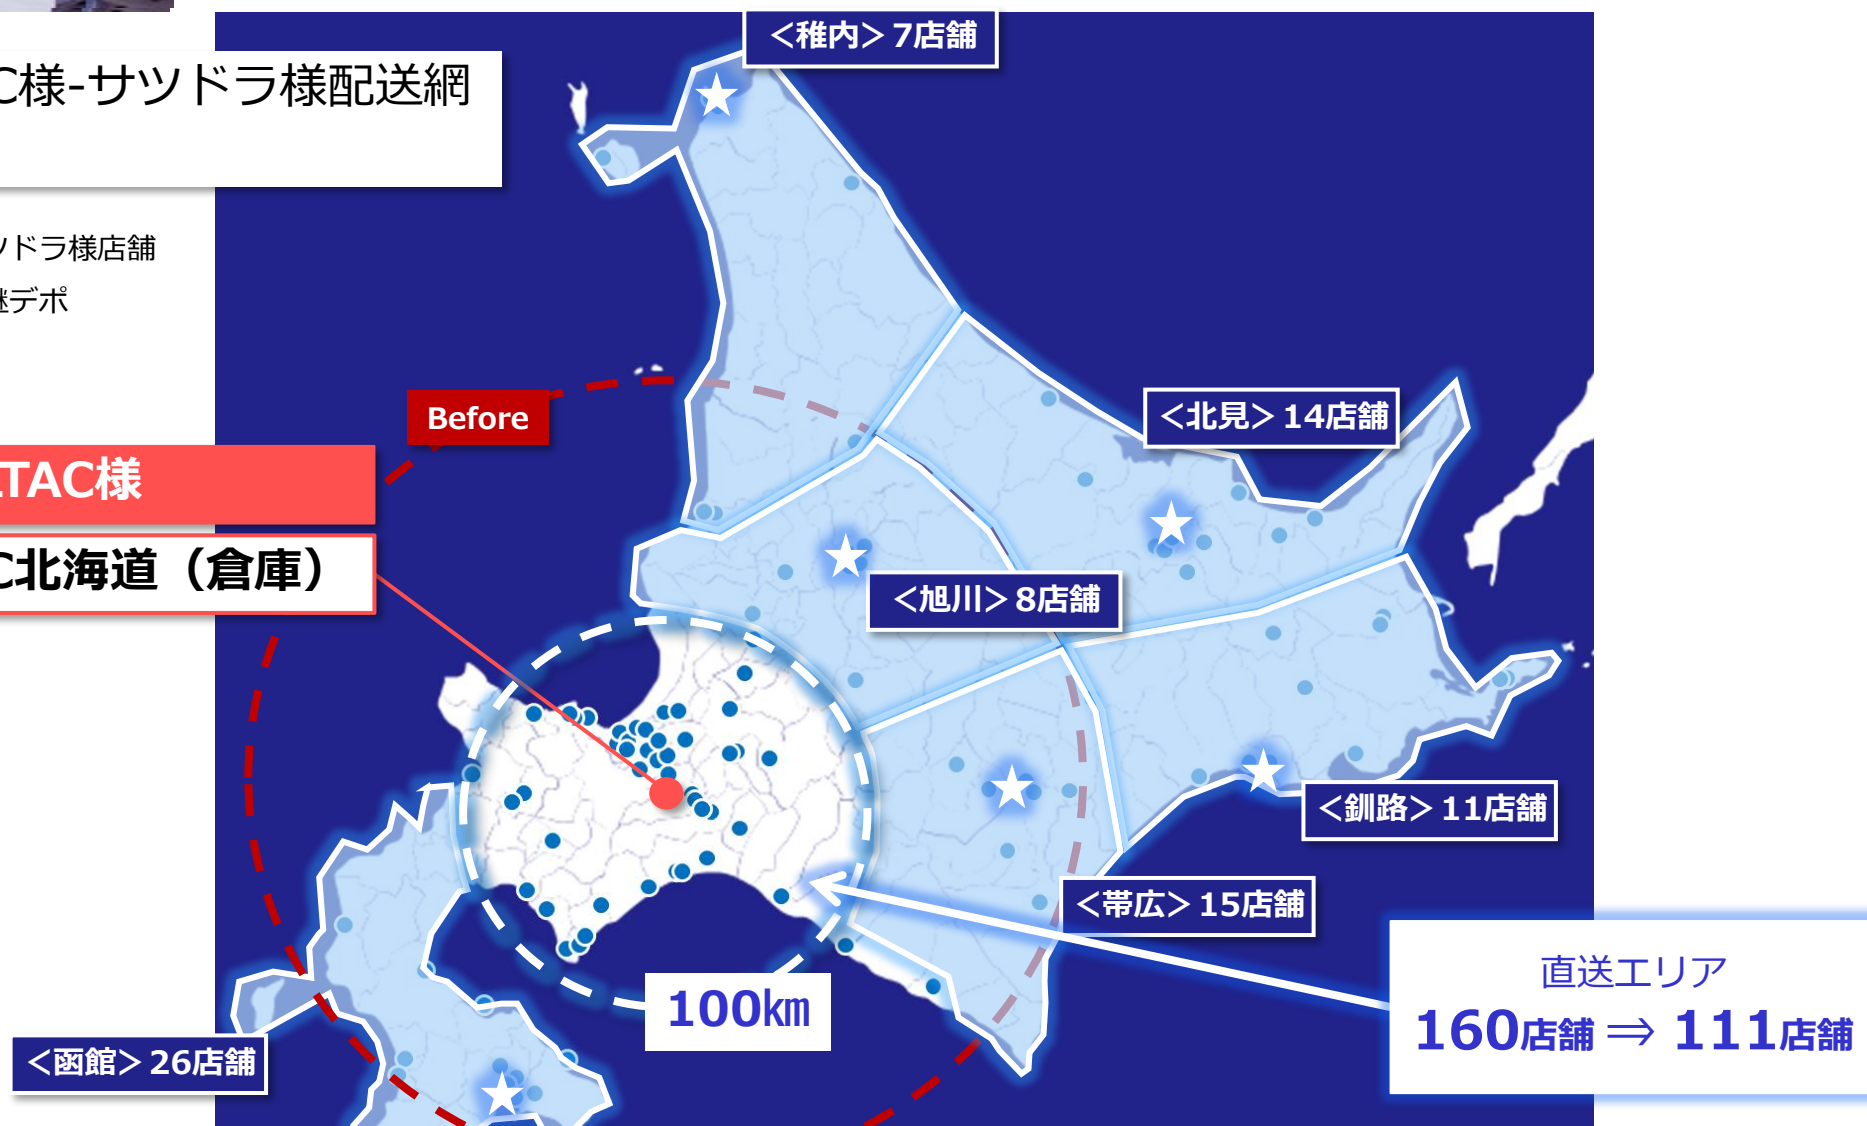 <稚内> 7店舗
C様-サツドラ様配送網
ツドラ様店舗
継デポ
Before
<北見> 14店舗
TAC様
C北海道（倉庫）
<旭川> 8店舗
<釧路> 11店舗
<帯広> 15店舗
直送エリア
160店舗 ⇒ 111店舗
100㎞
<函館> 26店舗